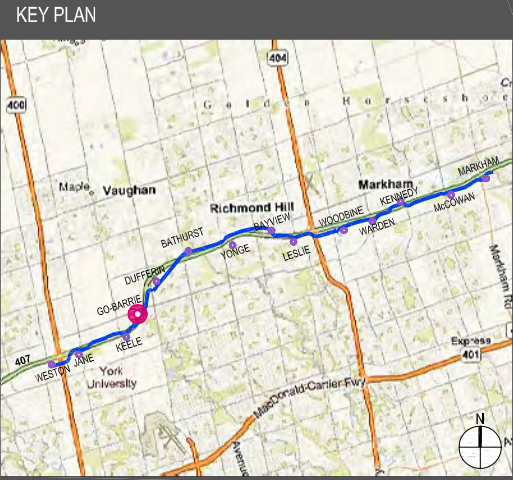 KEY PLAN
404
400
Golden Horseshoe
MARKHAM
Maple
Vaughan
Markham
KENNEDY
McCOWAN
Richmond Hill
WOODBINE
BAYVIEW
WARDEN
BATHURST
YONGE
LESLIE
DUFFERIN
Markham Rd
GO-BARRIE
KEELE
Express
401
407
WESTON
JANE
York
University
MacDonald-Cartier Fwy
N
Avenue